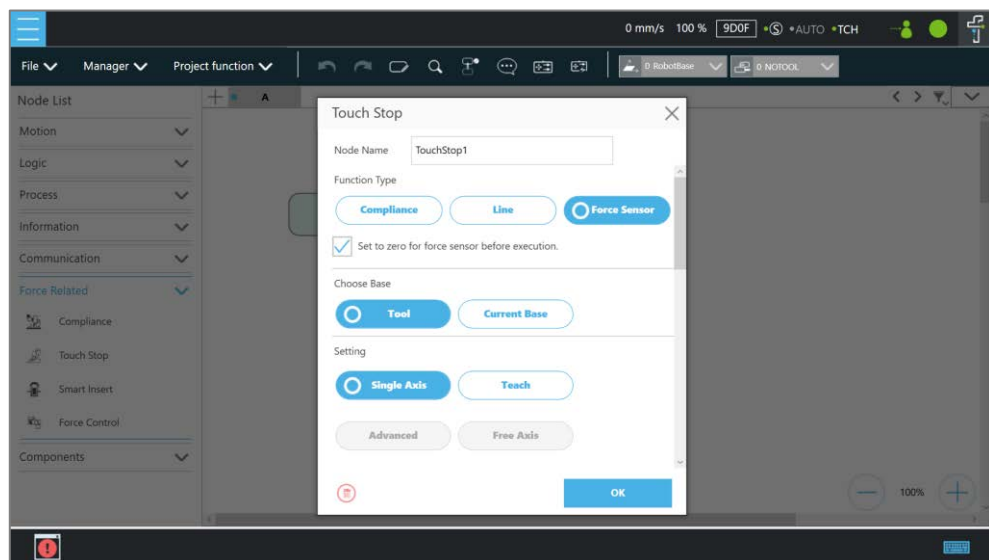 0 mm/s 100 % 9D0F S AUTO TCH
File Manager Project function 0 RobotBase 0 NOTOOL
Node List
A
Motion
Logic
Process
Information
Communication
Force Related
Compliance
Touch Stop
Smart Insert
Force Control
Components
Touch Stop
Node Name TouchStop1
Function Type
Compliance Line Force Sensor
Set to zero for force sensor before execution.
Choose Base
Tool Current Base
Setting
Single Axis Teach
Advanced Free Axis
OK
100%